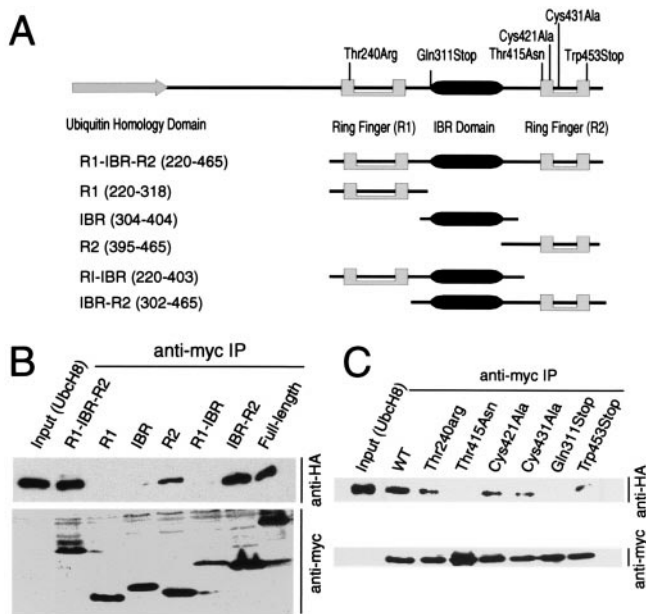 A
Cys431Ala
Cys421Ala
Thr240Arg
Gln311Stop
Thr415Asn
Trp453Stop
Ubiquitin Homology Domain
Ring Finger (R1)
IBR Domain
Ring Finger (R2)
R1-IBR-R2 (220-465)
R1 (220-318)
IBR (304-404)
R2 (395-465)
RI-IBR (220-403)
IBR-R2 (302-465)
B
anti-myc IP
Input (UbcH8)
R1-IBR-R2
R1
IBR
R2
R1-IBR
IBR-R2
Full-length
anti-HA
anti-myc
C
anti-myc IP
Input (UbcH8)
WT
Thr240arg
Thr415Asn
Cys421Ala
Cys431Ala
Gln311Stop
Trp453Stop
anti-HA
anti-myc